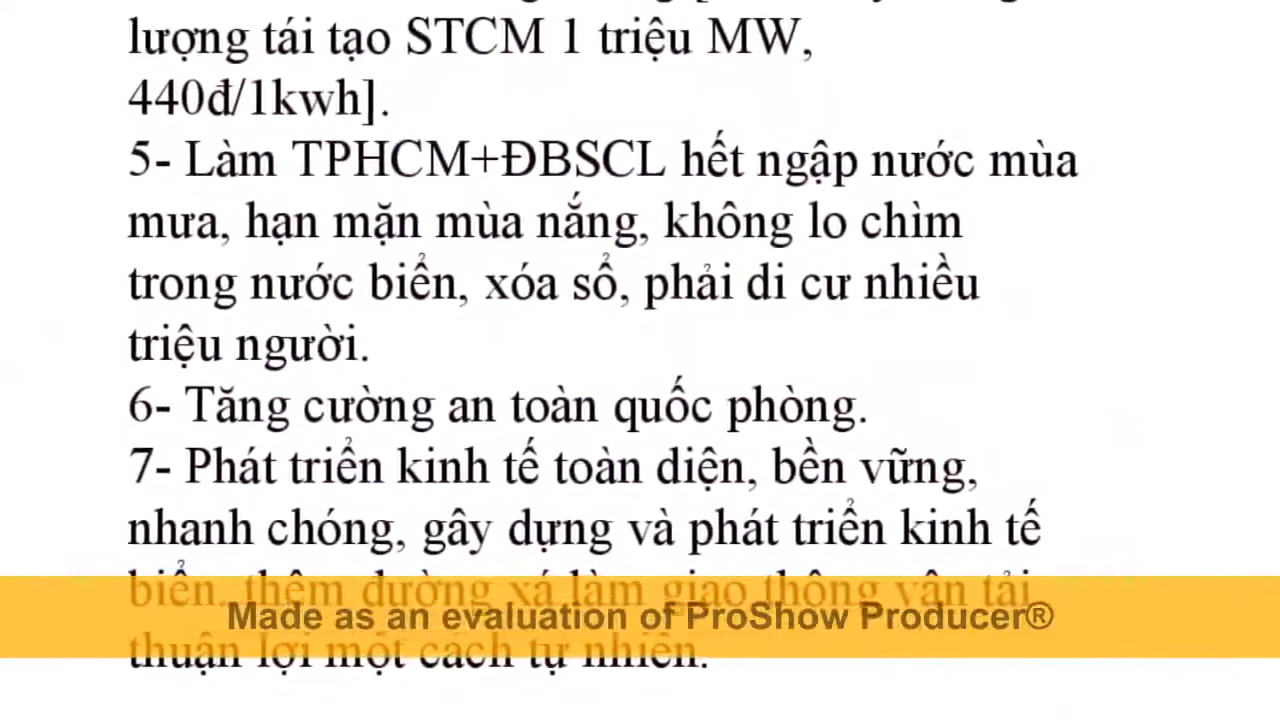 lượng tái tạo STCM 1 triệu MW,
440đ/1kwh].
5- Làm TPHCM+ĐBSCL hết ngập nước mùa
mưa, hạn mặn mùa nắng, không lo chìm
trong nước biển, xóa sổ, phải di cư nhiều
triệu người.
6- Tăng cường an toàn quốc phòng.
7- Phát triển kinh tế toàn diện, bền vững,
nhanh chóng, gây dựng và phát triển kinh tế
biển, thêm đường xá làm giao thông vận tải
Made as an evaluation of ProShow Producer®
thuận lợi một cách tự nhiên.